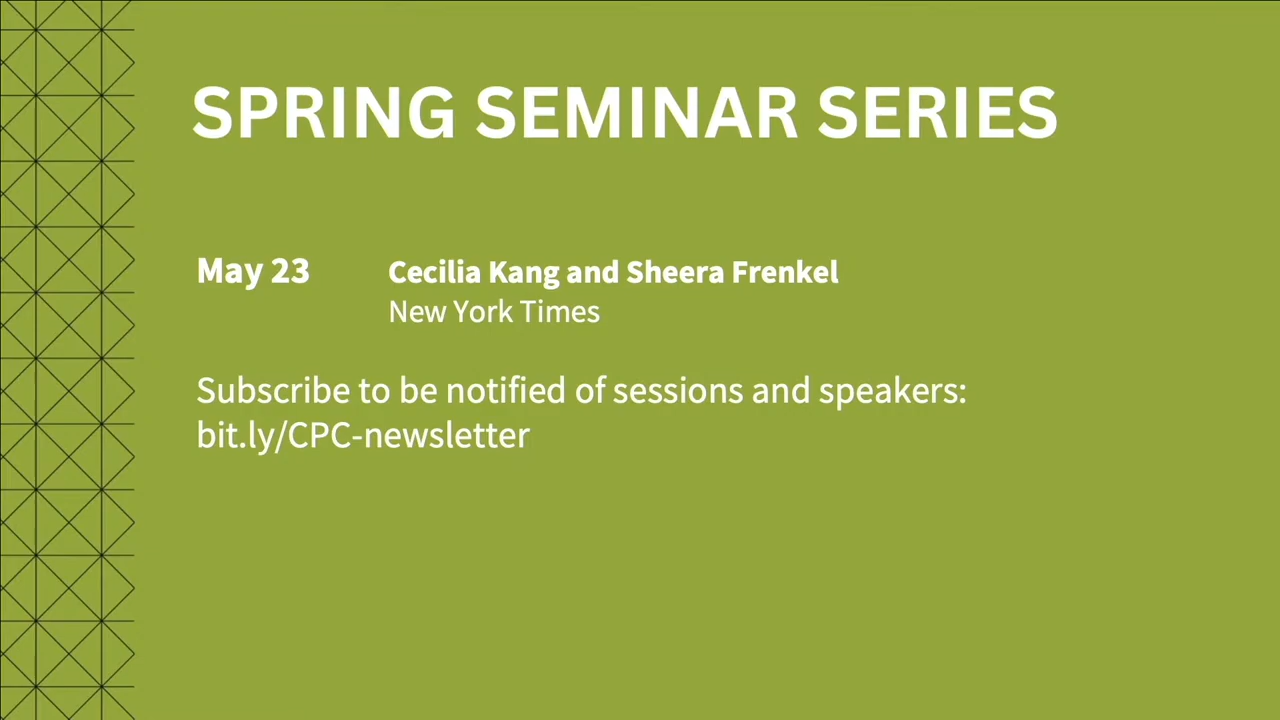 SPRING SEMINAR SERIES
May 23 Cecilia Kang and Sheera Frenkel
New York Times
Subscribe to be notified of sessions and speakers:
bit.ly/CPC-newsletter